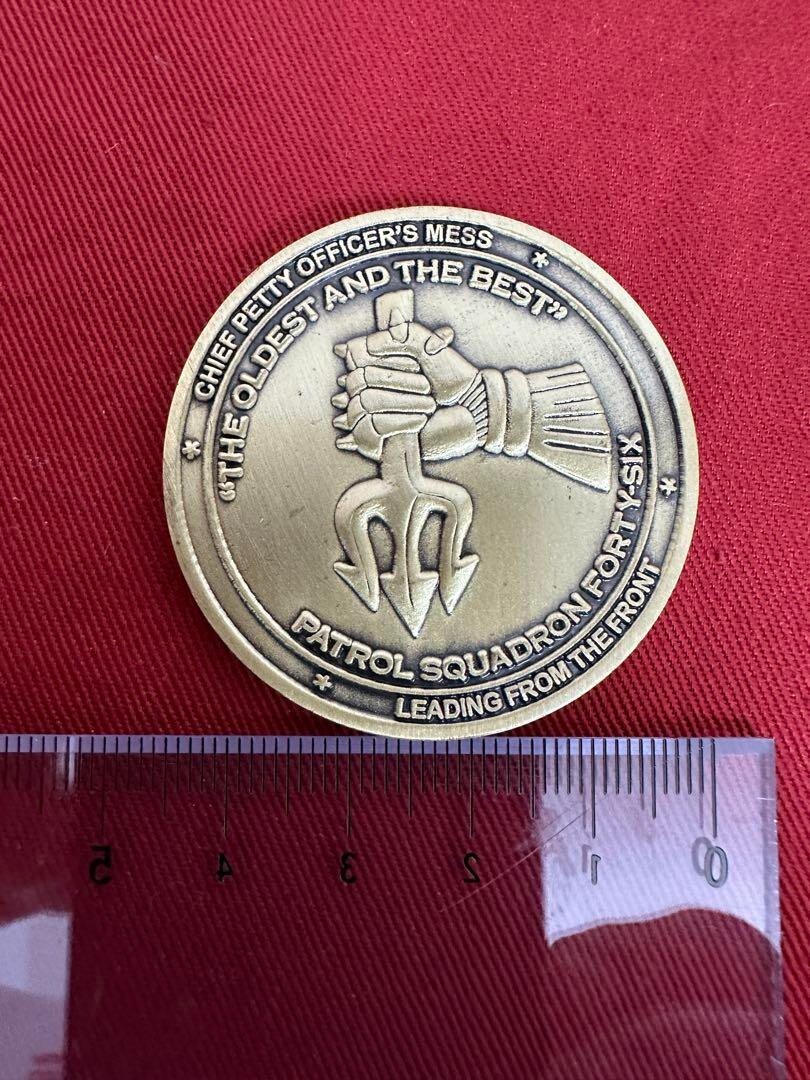 CHIEF PETTY OFFICER'S MESS
"THE OLDEST AND THE BEST"
PATROL SQUADRON FORTY-SIX
LEADING FROM THE FRONT
5 4 3 2 1 0